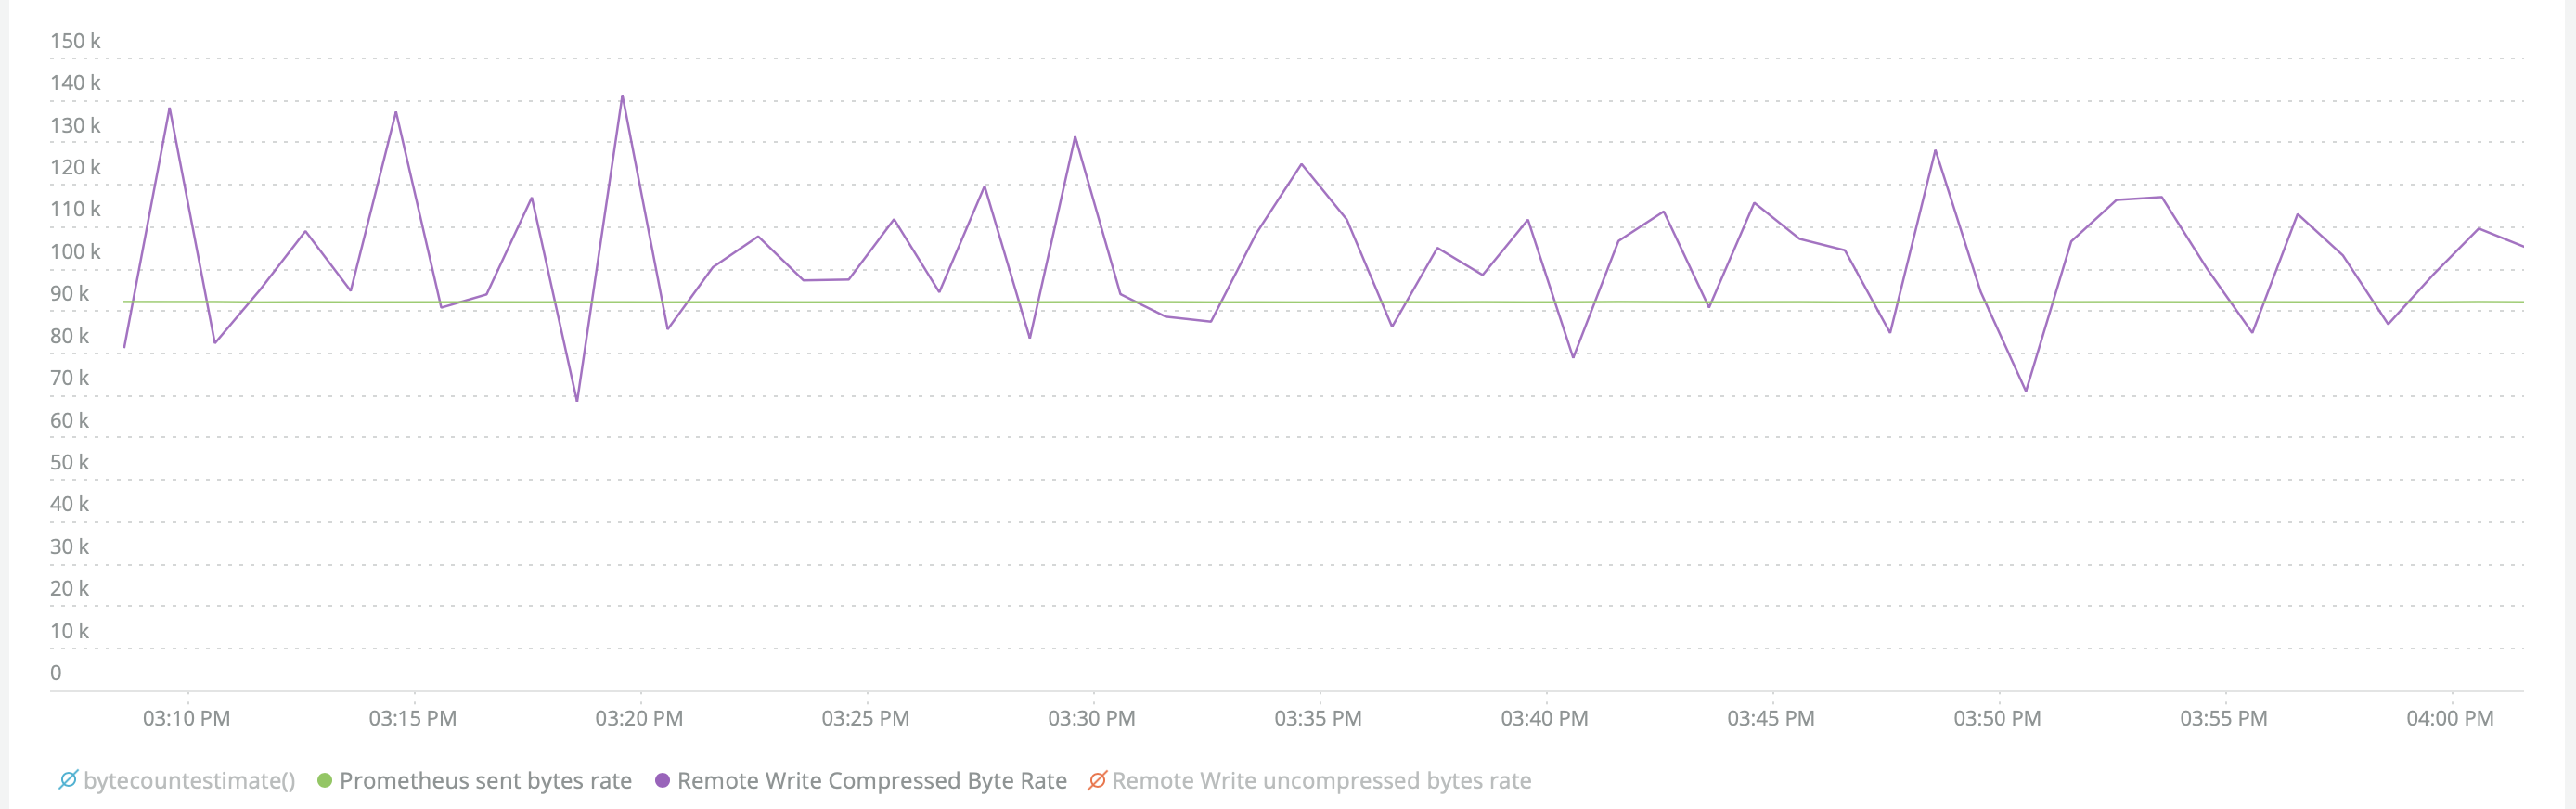 150 k
140 k
130 k
120 k
110 k
100 k
90 k
80 k
70 k
60 k
50 k
40 k
30 k
20 k
10 k
0
03:10 PM 03:15 PM 03:20 PM 03:25 PM 03:30 PM 03:35 PM 03:40 PM 03:45 PM 03:50 PM 03:55 PM 04:00 PM
bytecountestimate() Prometheus sent bytes rate Remote Write Compressed Byte Rate Remote Write uncompressed bytes rate